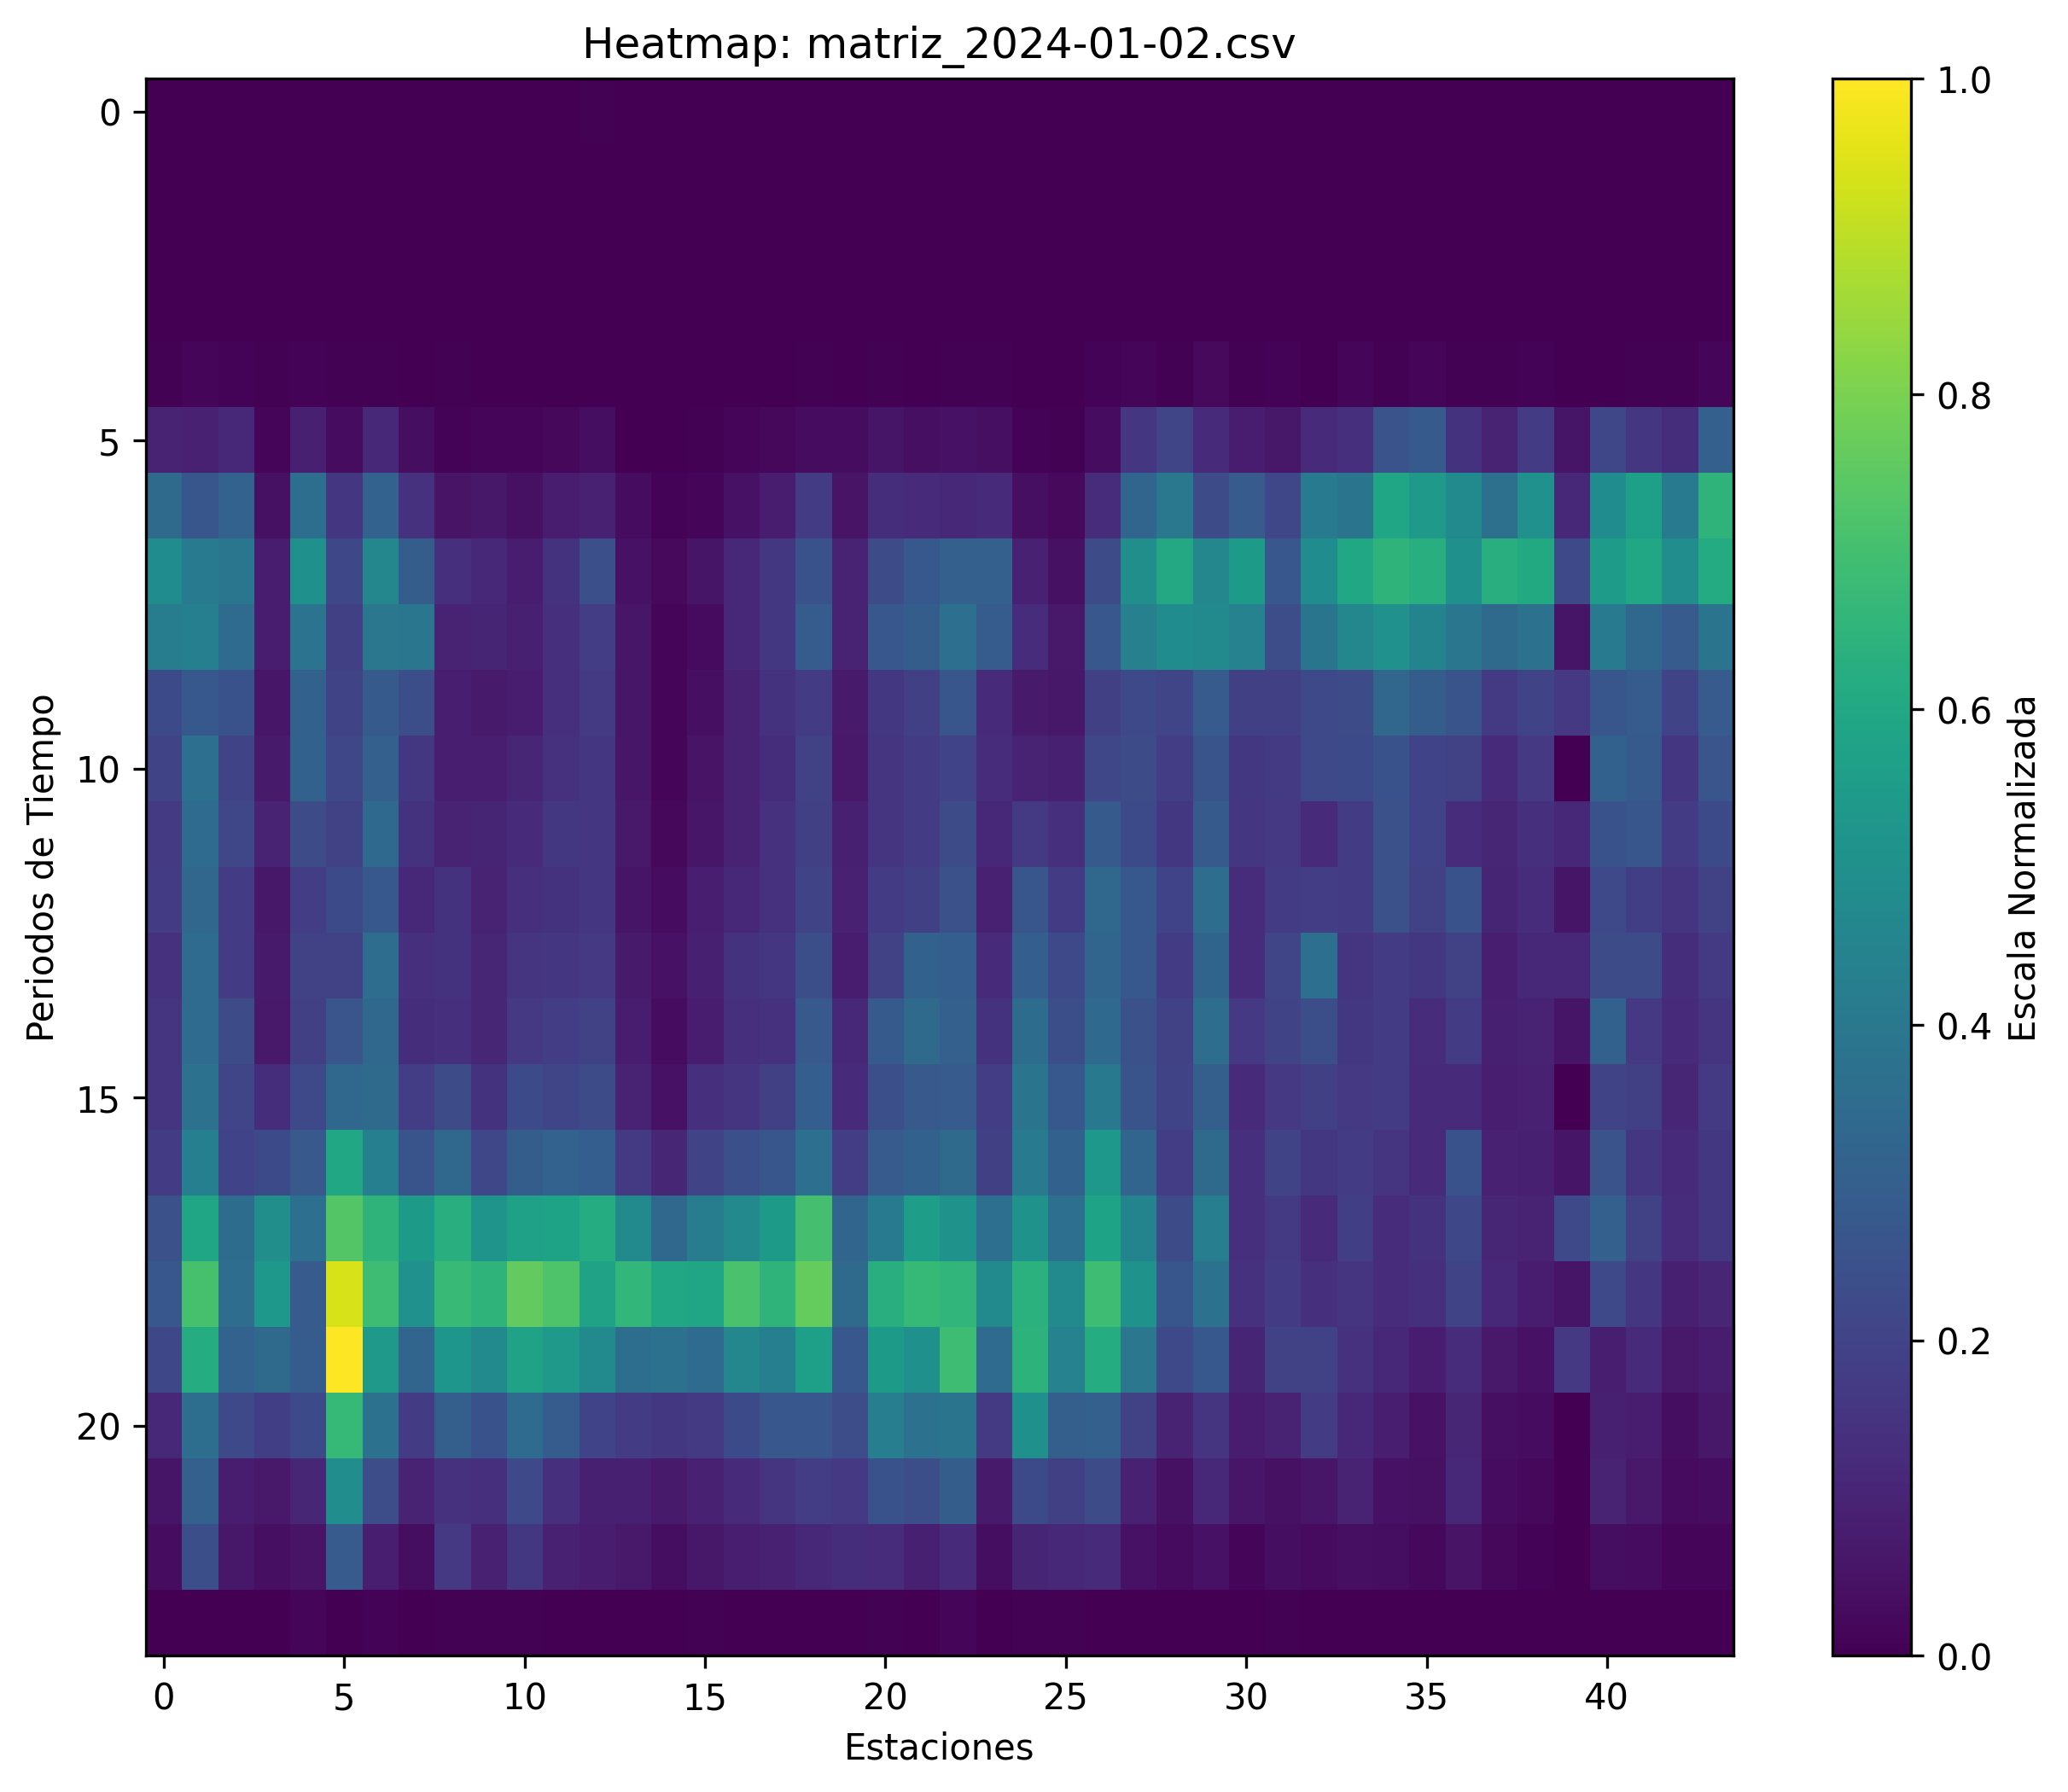 Heatmap: matriz_2024-01-02.csv
0
5
10
15
20
Periodos de Tiempo
0 5 10 15 20 25 30 35 40
Estaciones
1.0
0.8
0.6
0.4
0.2
0.0
Escala Normalizada